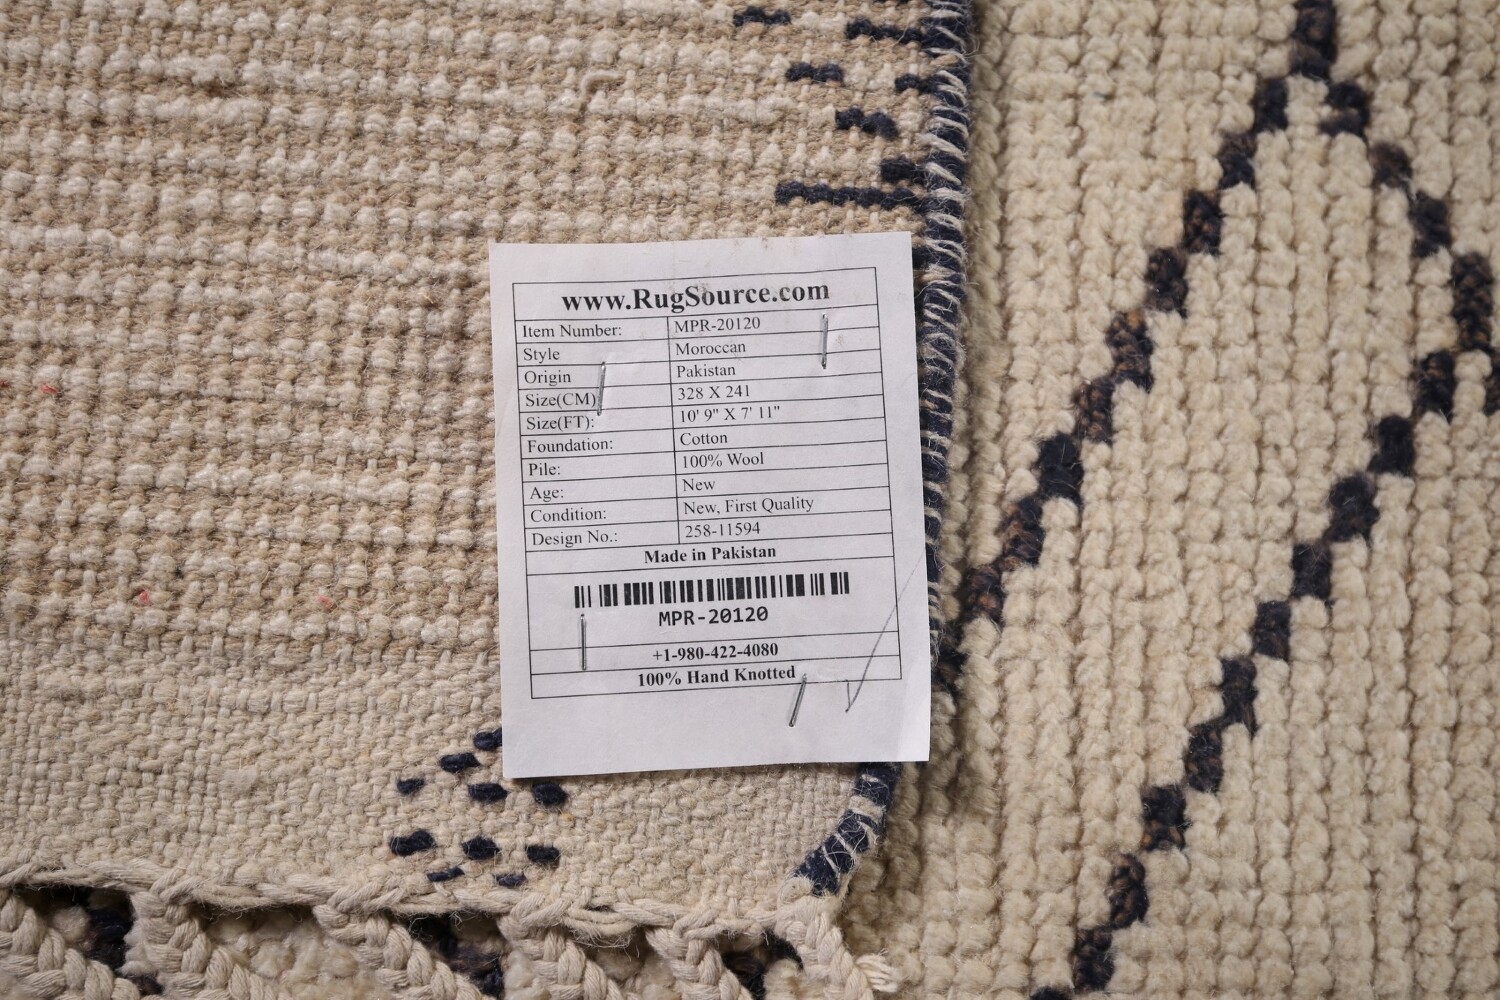 www.RugSource.com
Item Number: MPR-20120
Style Moroccan
Origin Pakistan
Size(CM) 328 X 241
Size(FT): 10' 9" X 7' 11"
Foundation: Cotton
Pile: 100% Wool
Age: New
Condition: New, First Quality
Design No.: 258-11594
Made in Pakistan
MPR-20120
+1-980-422-4080
100% Hand Knotted